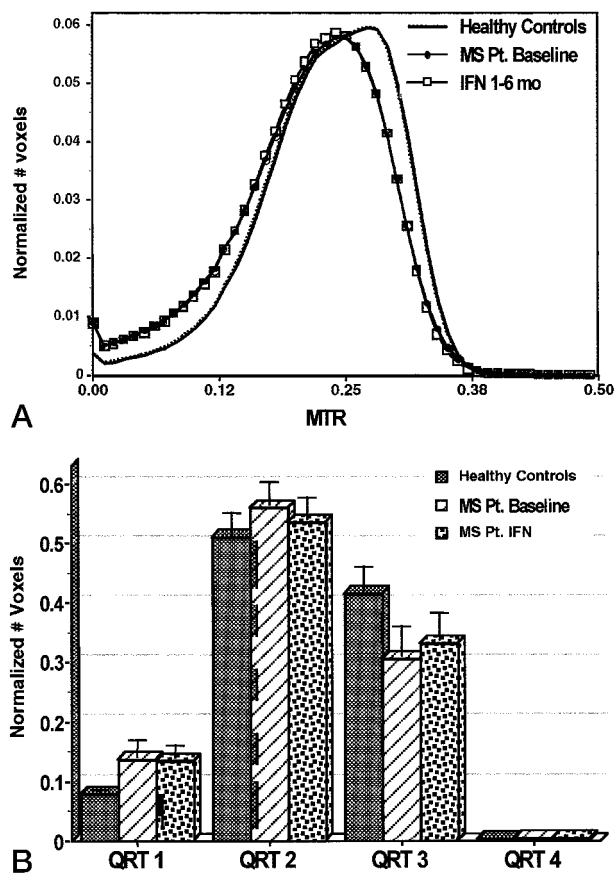 Healthy Controls
MS Pt. Baseline
IFN 1-6 mo
Normalized # voxels
0.06
0.05
0.04
0.03
0.02
0.01
0
0.00 0.12 0.25 0.38 0.50
MTR
A
Healthy Controls
MS Pt. Baseline
MS Pt. IFN
Normalized # Voxels
0.6
0.5
0.4
0.3
0.2
0.1
0
QRT 1 QRT 2 QRT 3 QRT 4
B